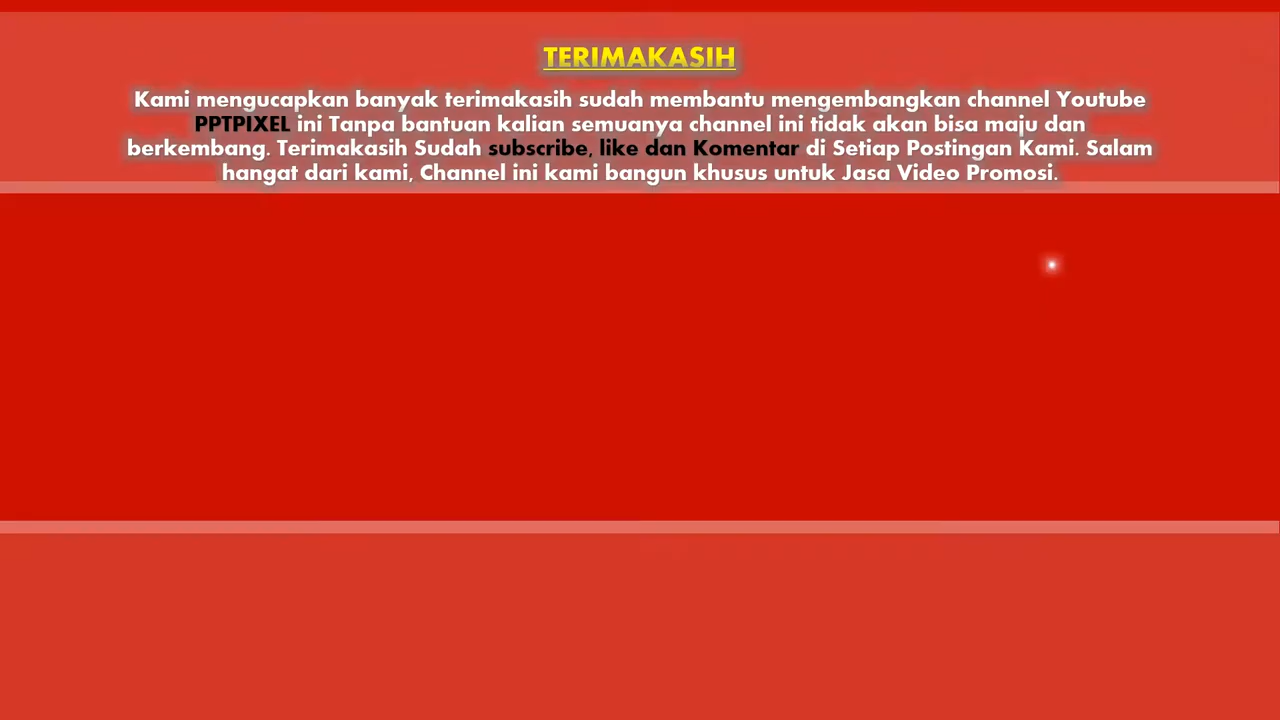 TERIMAKASIH
Kami mengucapkan banyak terimakasih sudah membantu mengembangkan channel Youtube
PPTPIXEL ini Tanpa bantuan kalian semuanya channel ini tidak akan bisa maju dan
berkembang. Terimakasih Sudah subscribe, like dan Komentar di Setiap Postingan Kami. Salam
hangat dari kami, Channel ini kami bangun khusus untuk Jasa Video Promosi.